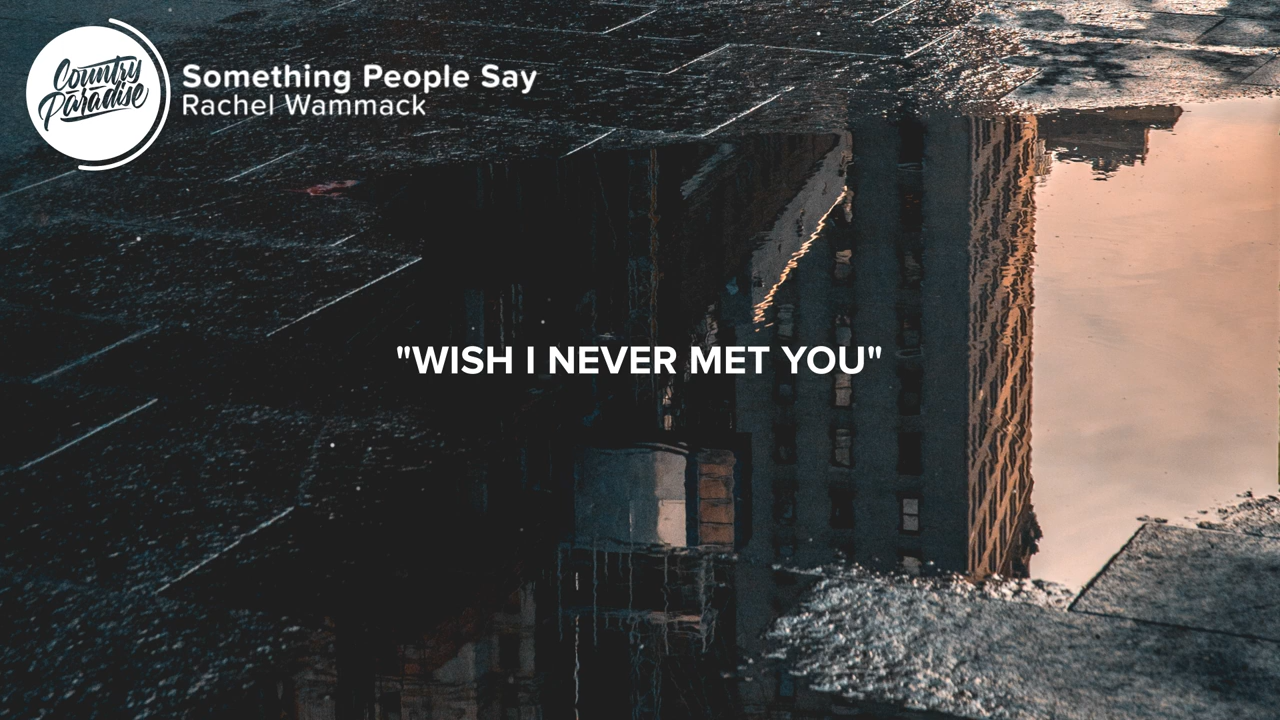 Country
Paradise
Something People Say
Rachel Wammack
"WISH I NEVER MET YOU"